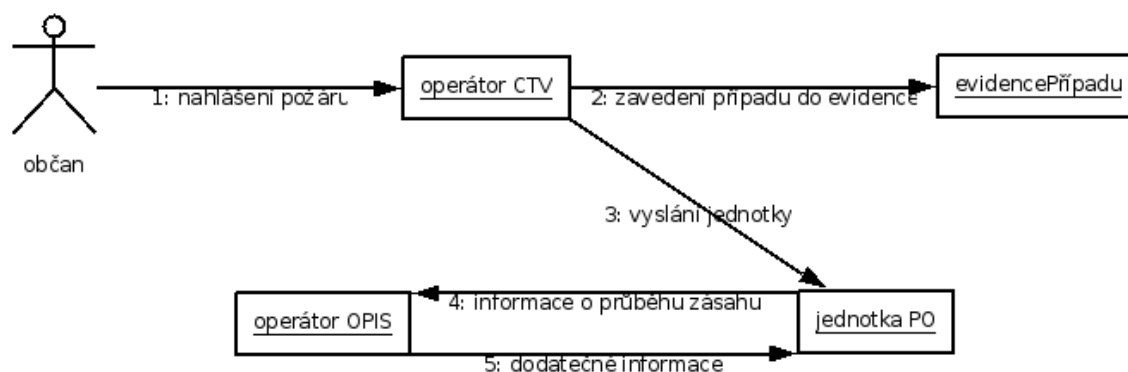 operátor CTV
evidencePřípadu
1: nahlášení požáru
2: zavedení případu do evidence
občan
3: vyslání jednotky
4: informace o průběhu zásahu
operátor OPIS
jednotka PO
5: dodatečné informace